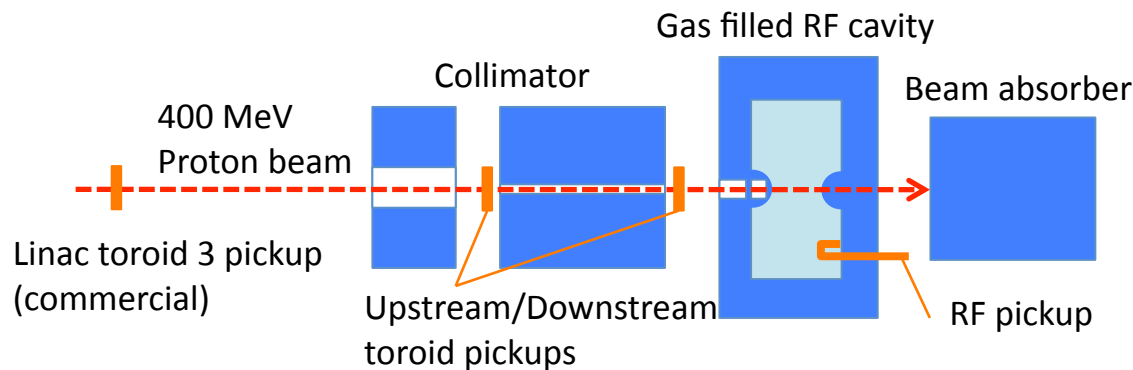 Gas filled RF cavity
Collimator
Beam absorber
400 MeV
Proton beam
Linac toroid 3 pickup
(commercial)
Upstream/Downstream
toroid pickups
RF pickup